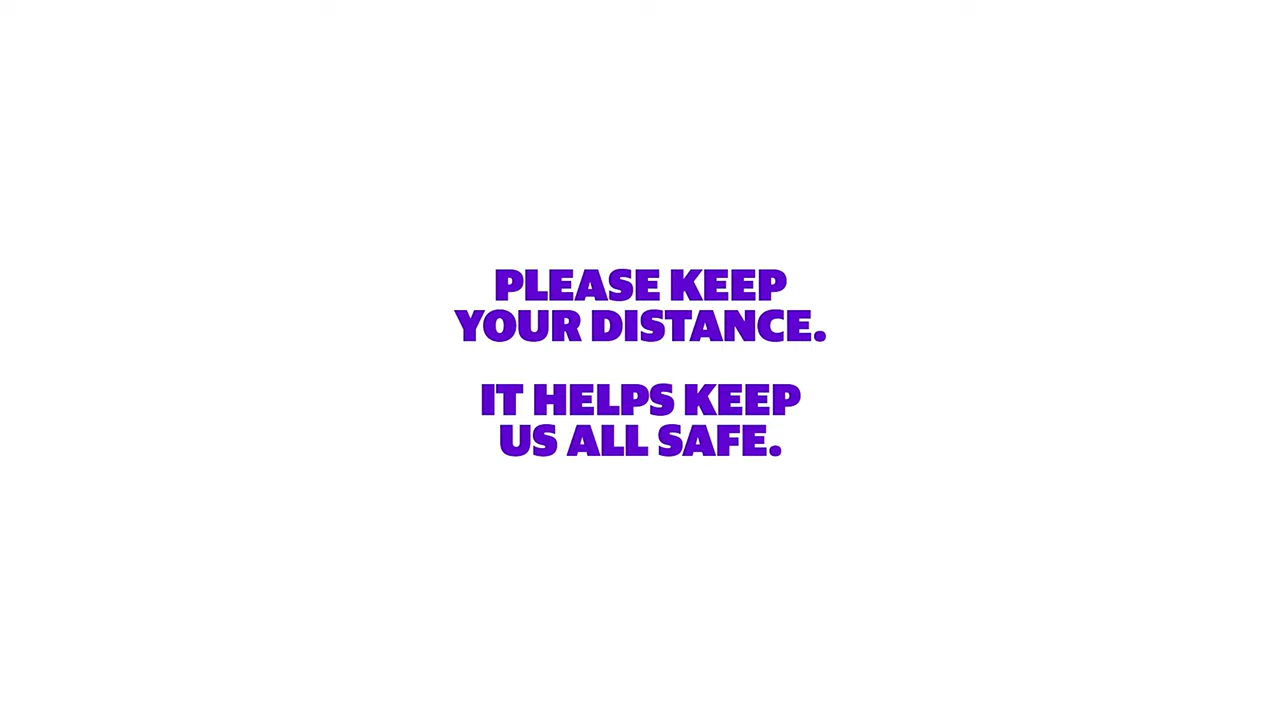 PLEASE KEEP
YOUR DISTANCE.
IT HELPS KEEP
US ALL SAFE.